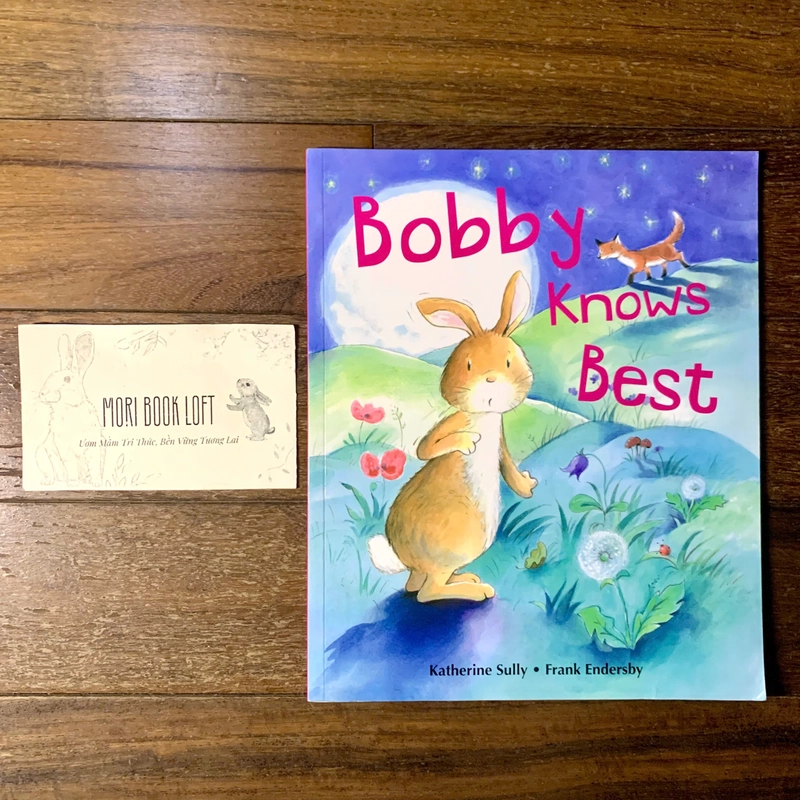 Bobby
Knows
Best
MORI BOOK LOFT
Ươm Mầm Tri Thức, Bền Vững Tương Lai
Katherine Sully • Frank Endersby